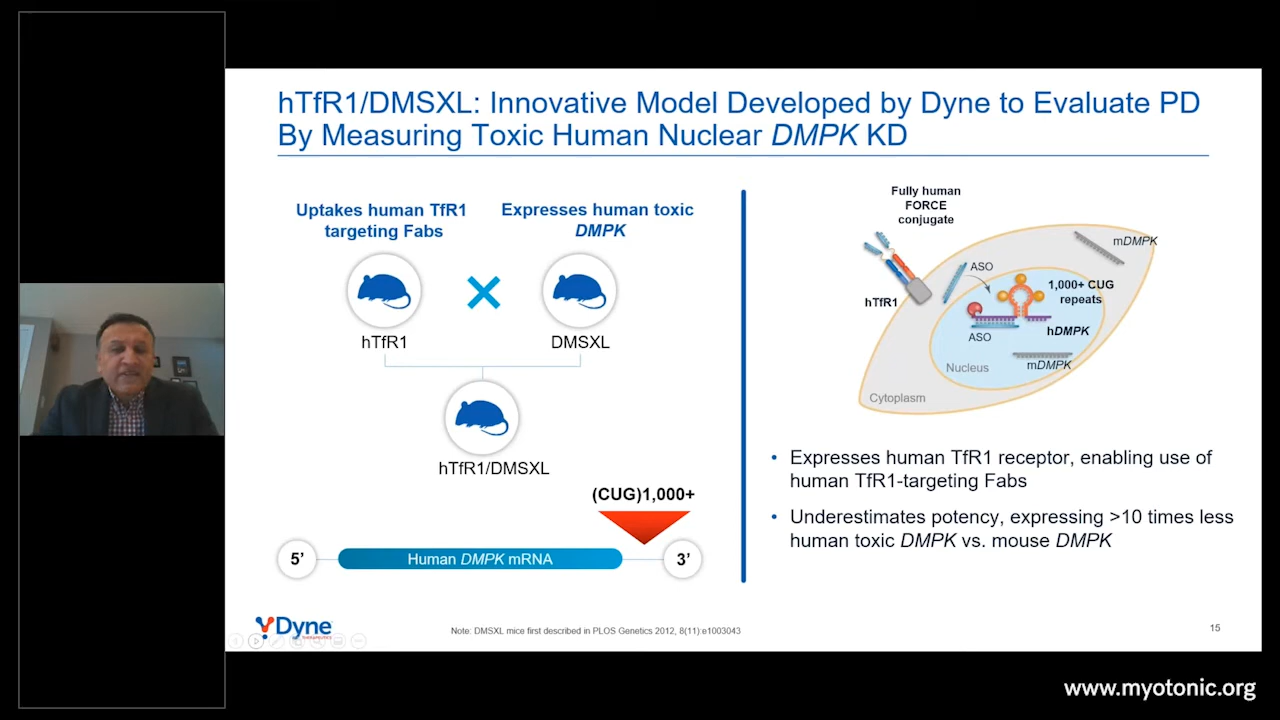 hTfR1/DMSXL: Innovative Model Developed by Dyne to Evaluate PD
By Measuring Toxic Human Nuclear DMPK KD
Uptakes human TfR1
targeting Fabs
Expresses human toxic
DMPK
hTfR1
DMSXL
hTfR1/DMSXL
(CUG)1,000+
5’
Human DMPK mRNA
3’
Fully human
FORCE
conjugate
mDMPK
ASO
1,000+ CUG
repeats
hTfR1
hDMPK
ASO
mDMPK
Nucleus
Cytoplasm
• Expresses human TfR1 receptor, enabling use of
human TfR1-targeting Fabs
• Underestimates potency, expressing >10 times less
human toxic DMPK vs. mouse DMPK
Dyne
Note: DMSXL mice first described in PLOS Genetics 2012, 8(11):e1003043
15
www.myotonic.org